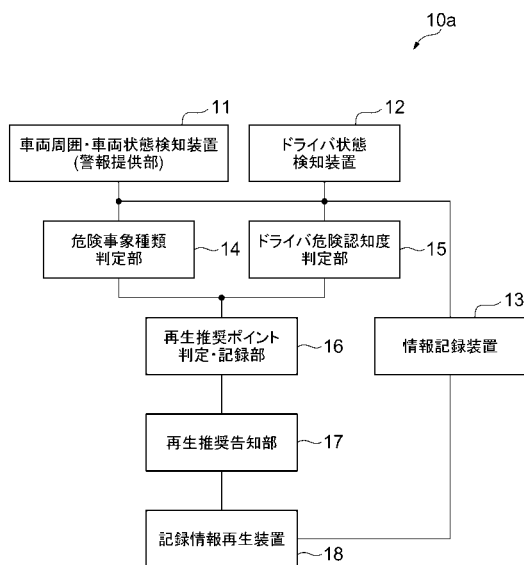 10a
11
12
車両周囲・車両状態検知装置
(警報提供部)
ドライバ状態
検知装置
危険事象種類
判定部
14
ドライバ危険認知度
判定部
15
13
再生推奨ポイント
判定・記録部
16
情報記録装置
再生推奨告知部
17
記録情報再生装置
18